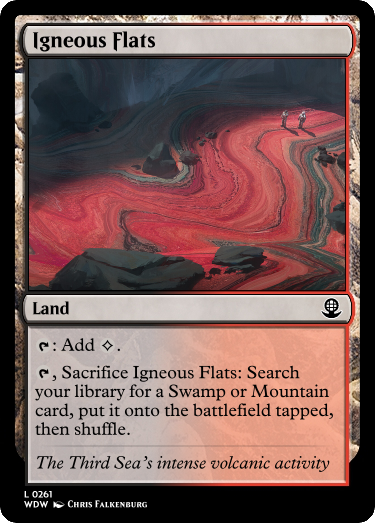 Igneous Flats
Land
: Add .
, Sacrifice Igneous Flats: Search
your library for a Swamp or Mountain
card, put it onto the battlefield tapped,
then shuffle.
The Third Sea's intense volcanic activity
L 0261
WDW Chris Falkenburg